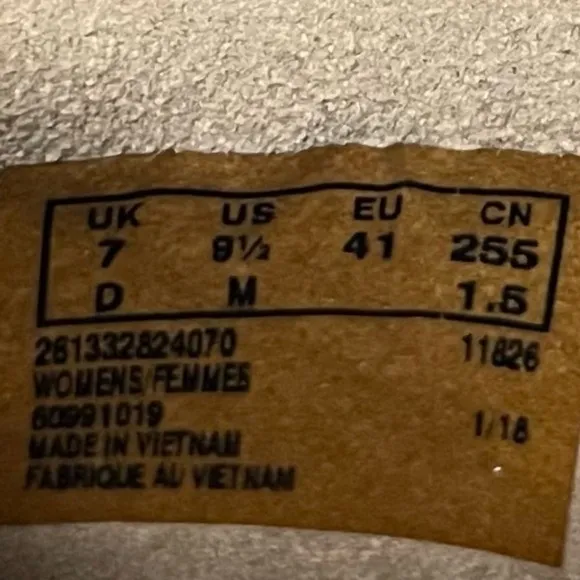 UK US EU CN
7 9½ 41 255
D M 1.5
261332824070 11826
WOMENS/FEMMES
60991019 1/18
MADE IN VIETNAM
FABRIQUE AU VIETNAM